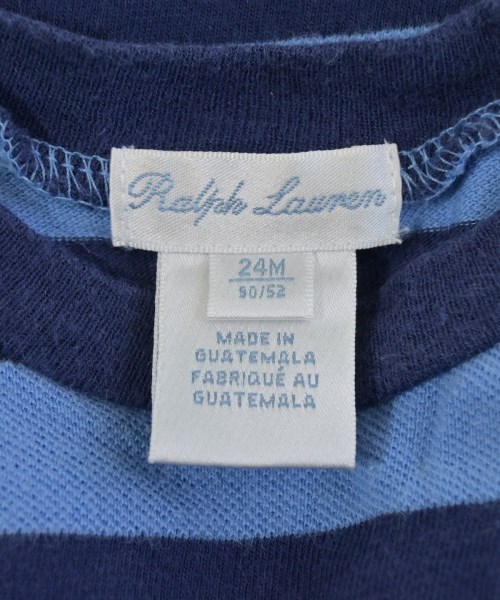 Ralph Lauren
24M
90/52
MADE IN
GUATEMALA
FABRIQUÉ AU
GUATEMALA